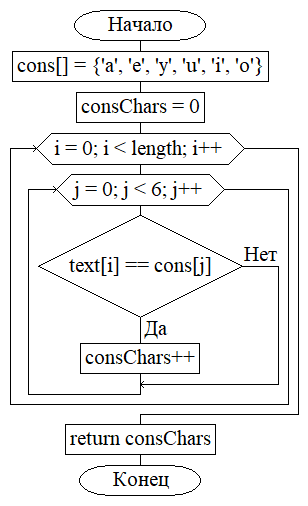 Начало
cons[] = {'a', 'e', 'y', 'u', 'i', 'o'}
consChars = 0
i = 0; i < length; i++
j = 0; j < 6; j++
text[i] == cons[j]
Нет
Да
consChars++
return consChars
Конец